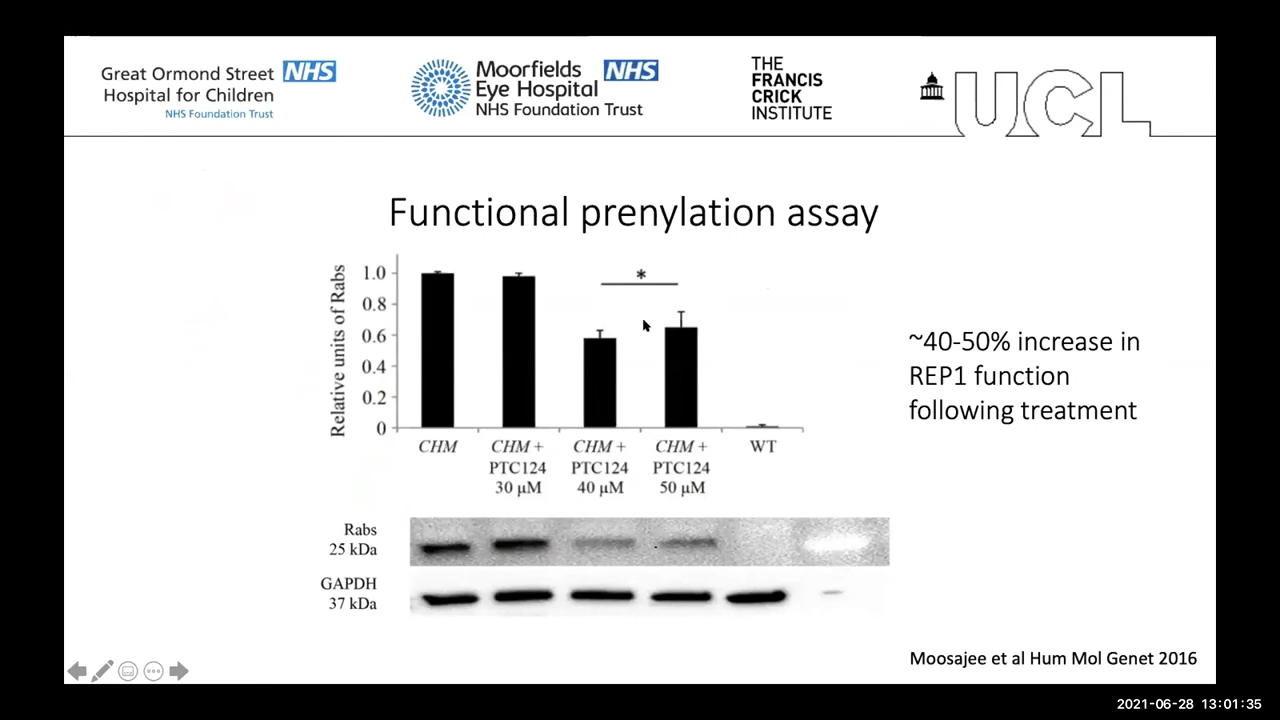 Great Ormond Street NHS
Hospital for Children
NHS Foundation Trust
Moorfields NHS
Eye Hospital
NHS Foundation Trust
THE
FRANCIS
CRICK
INSTITUTE
UCL
Functional prenylation assay
Relative units of Rabs
1.0
0.8
0.6
0.4
0.2
0
*
CHM
CHM +
PTC124
30 µM
CHM +
PTC124
40 µM
CHM +
PTC124
50 µM
WT
Rabs
25 kDa
GAPDH
37 kDa
~40-50% increase in
REP1 function
following treatment
Moosajee et al Hum Mol Genet 2016
2021-06-28 13:01:35